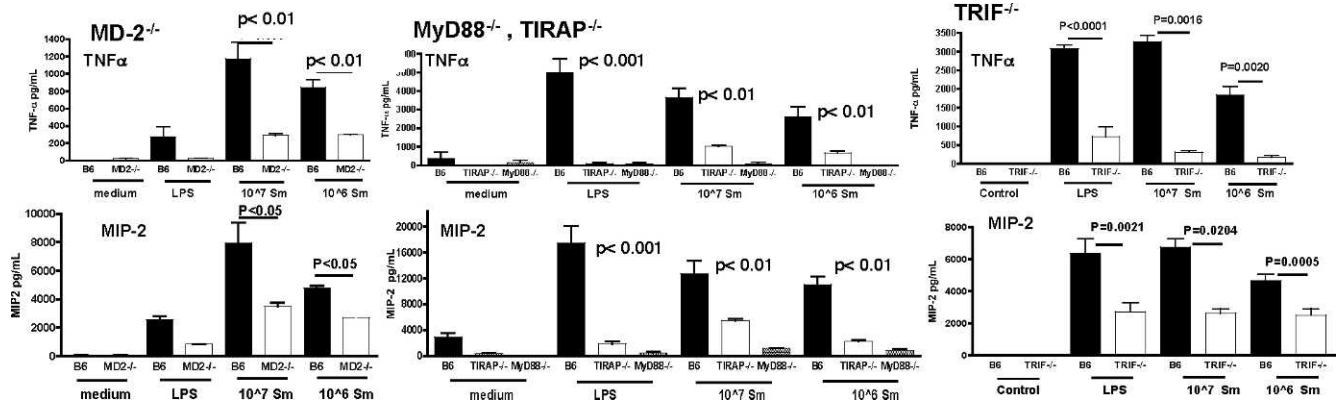 MD-2-/-
TNFα
p< 0.01
p< 0.01
TNF-α pg/mL
1400
1200
1000
800
600
400
200
0
B6 MD2-/- B6 MD2-/- B6 MD2-/- B6 MD2-/-
medium LPS 10^7 Sm 10^6 Sm
MIP-2
P<0.05
P<0.05
MIP2 pg/mL
10000
8000
6000
4000
2000
0
B6 MD2-/- B6 MD2-/- B6 MD2-/- B6 MD2-/-
medium LPS 10^7 Sm 10^6 Sm
MyD88-/- , TIRAP-/-
TNFα
p< 0.001
p< 0.01
p< 0.01
TNF-α pg/mL
4000
3000
2000
1000
0
B6 TIRAP-/- MyD88-/- B6 TIRAP-/- MyD88-/- B6 TIRAP-/- MyD88-/- B6 TIRAP-/- MyD88-/-
medium LPS 10^7 Sm 10^6 Sm
MIP-2
p< 0.001
p< 0.01
p< 0.01
MIP-2 pg/mL
20000
16000
12000
8000
4000
0
B6 TIRAP-/- MyD88-/- B6 TIRAP-/- MyD88-/- B6 TIRAP-/- MyD88-/- B6 TIRAP-/- MyD88-/-
medium LPS 10^7 Sm 10^6 Sm
TRIF-/-
TNFα
P<0.0001
P=0.0016
P=0.0020
TNF-α pg/mL
3500
3000
2500
2000
1500
1000
500
0
B6 TRIF-/- B6 TRIF-/- B6 TRIF-/- B6 TRIF-/-
Control LPS 10^7 Sm 10^6 Sm
MIP-2
P=0.0021
P=0.0204
P=0.0005
MIP-2 pg/mL
8000
6000
4000
2000
0
B6 TRIF-/- B6 TRIF-/- B6 TRIF-/- B6 TRIF-/-
Control LPS 10^7 Sm 10^6 Sm